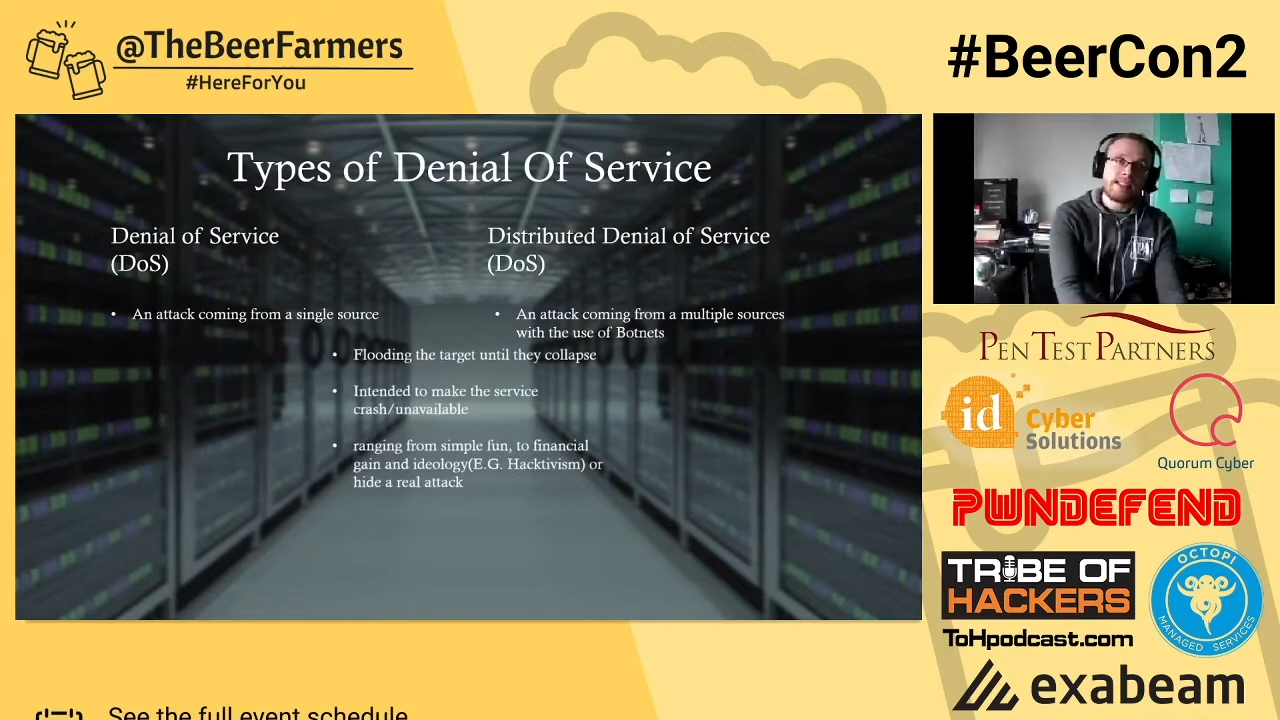 @TheBeerFarmers
#HereForYou
#BeerCon2
Types of Denial Of Service
Denial of Service
(DoS)
• An attack coming from a single source
Distributed Denial of Service
(DoS)
• An attack coming from a multiple sources
with the use of Botnets
• Flooding the target until they collapse
• Intended to make the service
crash/unavailable
• ranging from simple fun, to financial
gain and ideology(E.G. Hacktivism) or
hide a real attack
PEN TEST PARTNERS
id Cyber
Solutions
Quorum Cyber
PWNDEFEND
TRIBE OF
HACKERS
ToHpodcast.com
OCTOPI
MANAGED SERVICES
exabeam
See the full event schedule